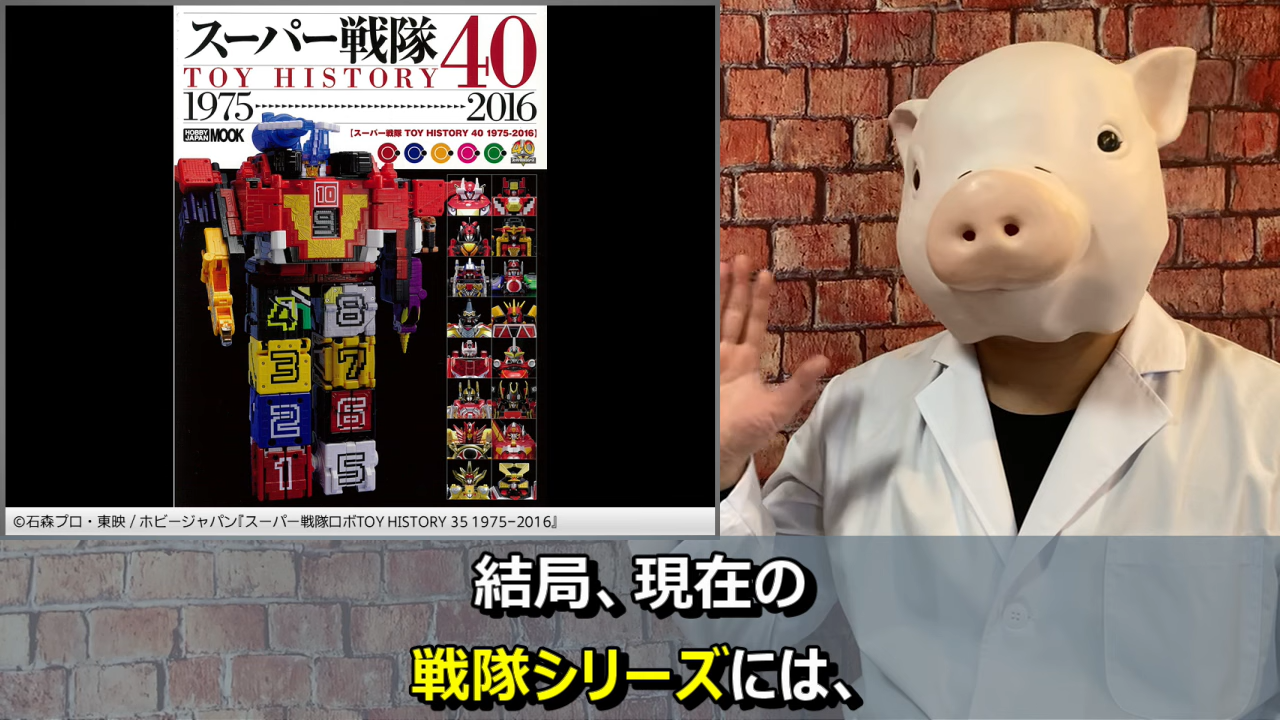 スーパー戦隊40
TOY HISTORY
1975 2016
HOBBY JAPAN MOOK
【スーパー戦隊 TOY HISTORY 40 1975-2016】
10
9
4 8
3 7
2 6
1 5
©石森プロ・東映 / ホビージャパン『スーパー戦隊ロボTOY HISTORY 35 1975−2016』
結局、現在の
戦隊シリーズには、